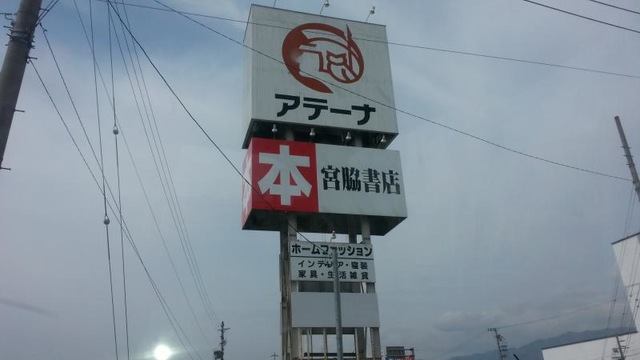 アテーナ
本 宮脇書店
ホームファッション
インテリア・寝装
家具・生活雑貨